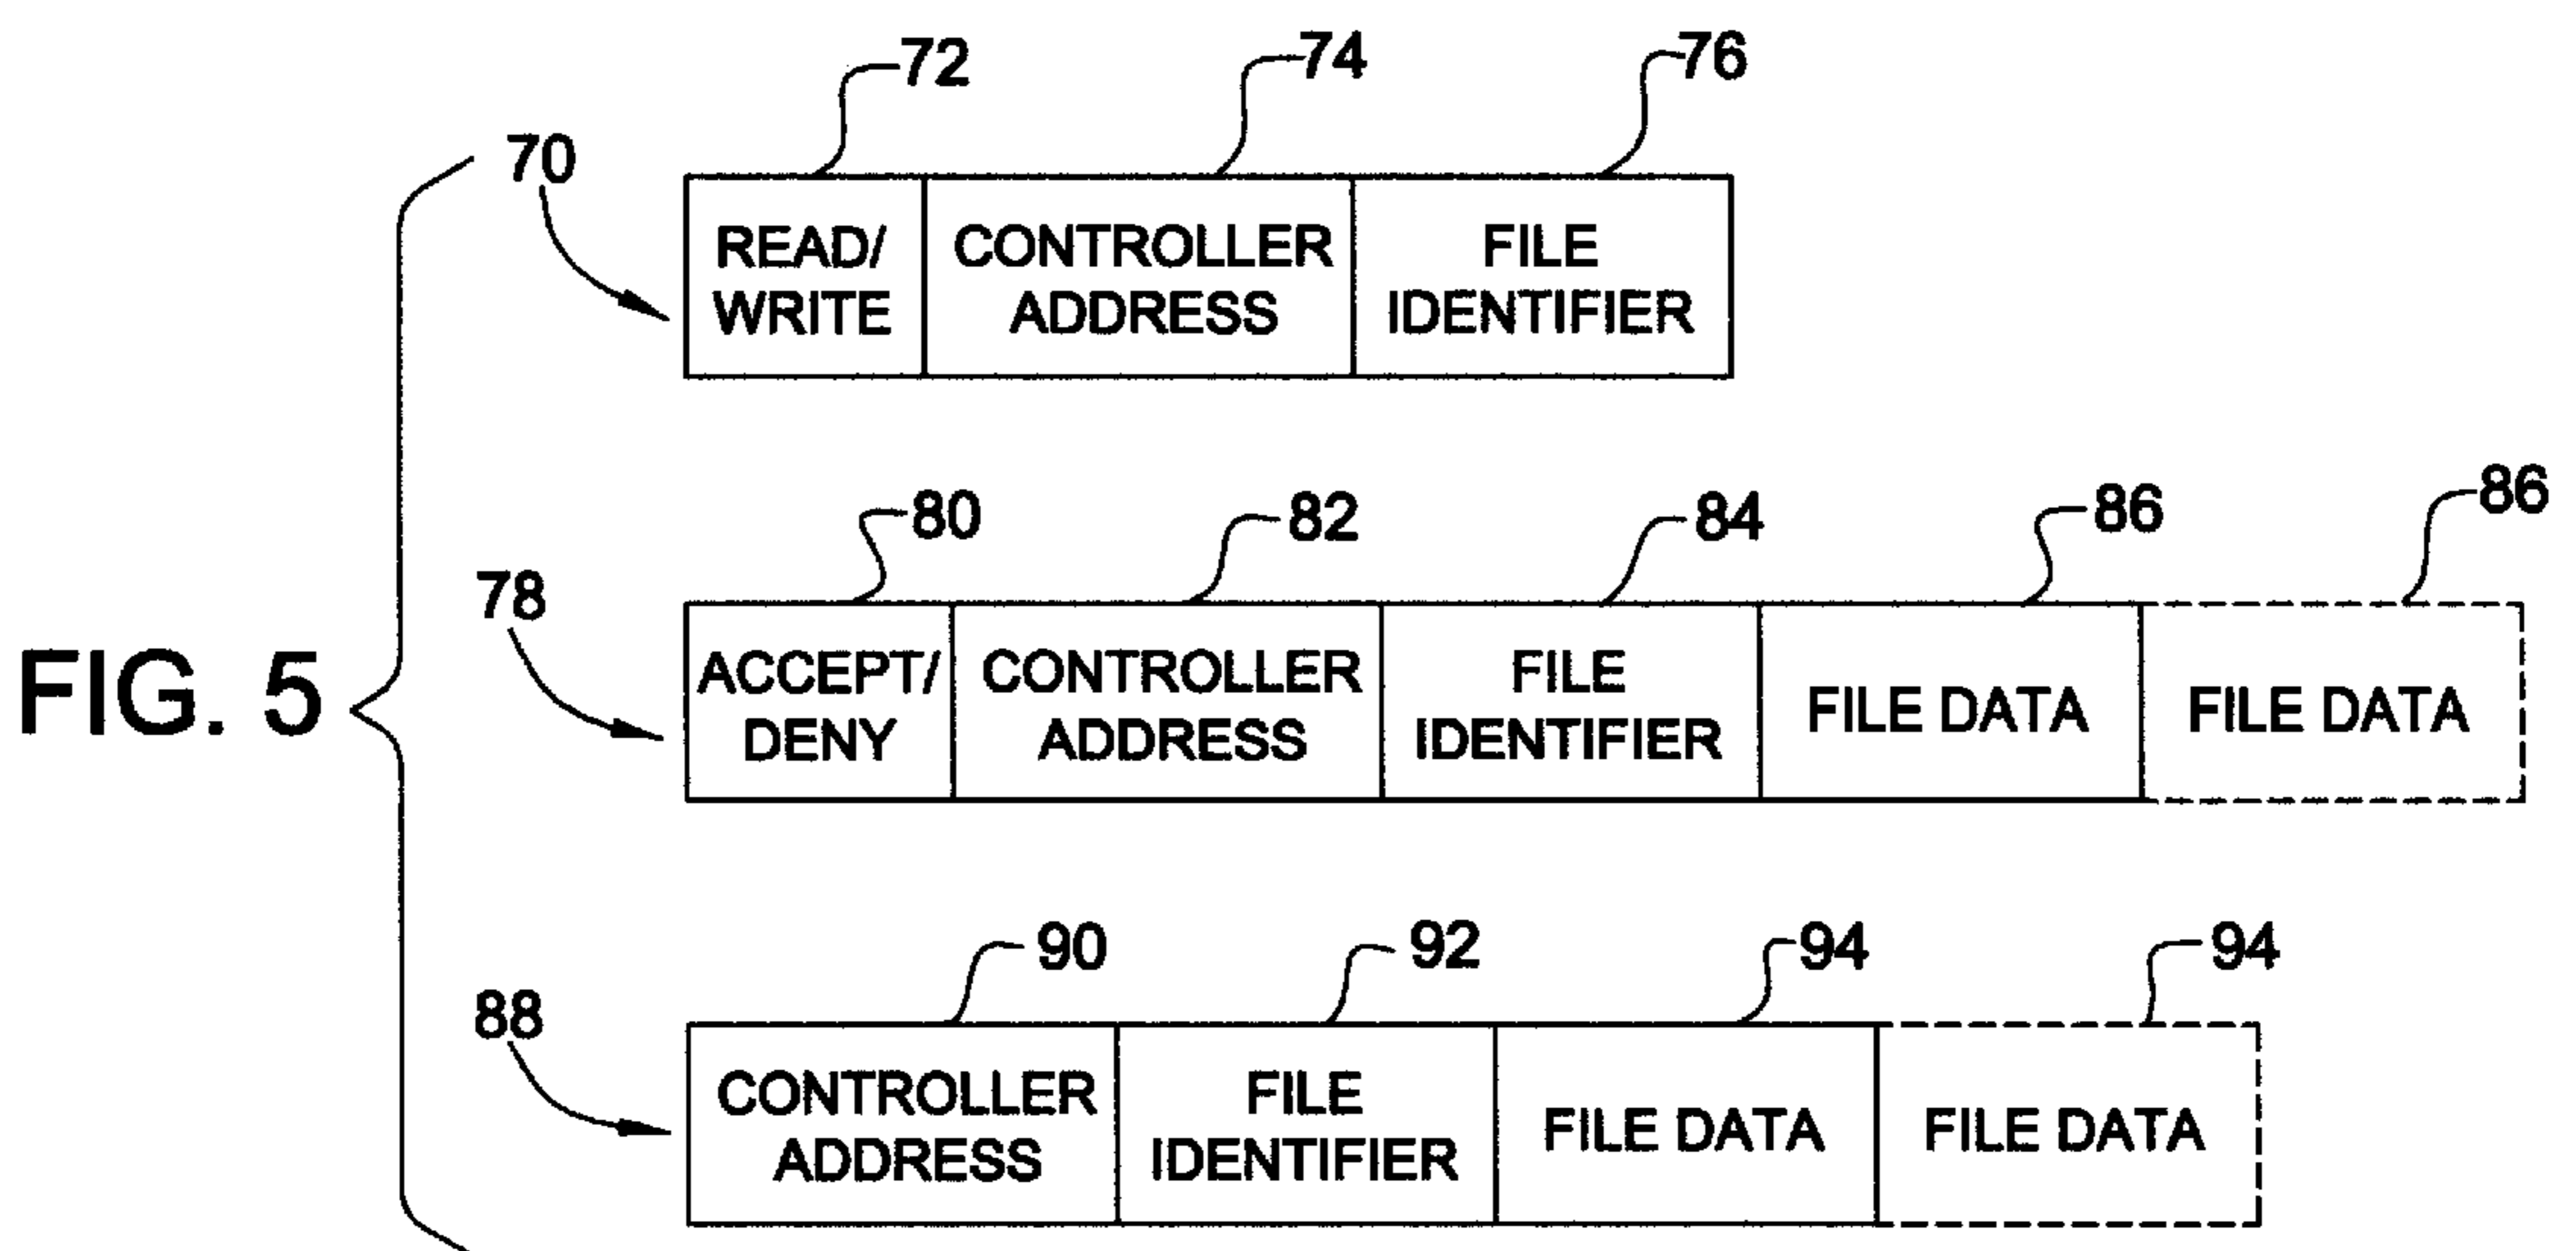 72 74 76
70
READ/ CONTROLLER FILE
WRITE ADDRESS IDENTIFIER
80 82 84 86 86
78
ACCEPT/ CONTROLLER FILE
DENY ADDRESS IDENTIFIER FILE DATA FILE DATA
FIG. 5
90 92 94 94
88
CONTROLLER FILE
ADDRESS IDENTIFIER FILE DATA FILE DATA